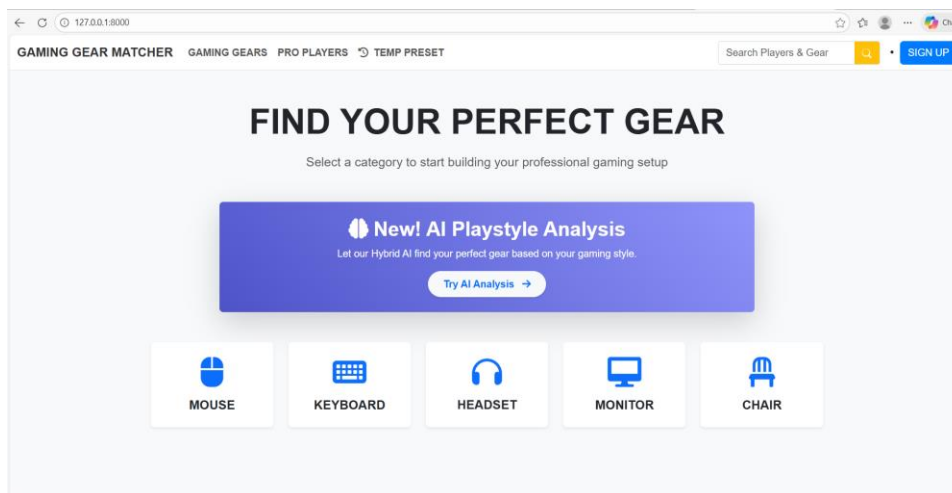 127.0.0.1:8000
GAMING GEAR MATCHER GAMING GEARS PRO PLAYERS TEMP PRESET Search Players & Gear • SIGN UP
FIND YOUR PERFECT GEAR
Select a category to start building your professional gaming setup
New! AI Playstyle Analysis
Let our Hybrid AI find your perfect gear based on your gaming style.
Try AI Analysis →
MOUSE KEYBOARD HEADSET MONITOR CHAIR